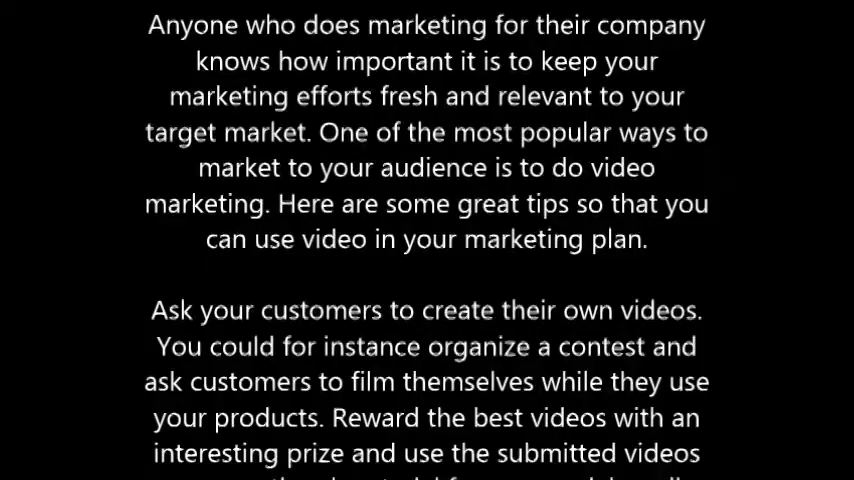 Anyone who does marketing for their company
knows how important it is to keep your
marketing efforts fresh and relevant to your
target market. One of the most popular ways to
market to your audience is to do video
marketing. Here are some great tips so that you
can use video in your marketing plan.
Ask your customers to create their own videos.
You could for instance organize a contest and
ask customers to film themselves while they use
your products. Reward the best videos with an
interesting prize and use the submitted videos